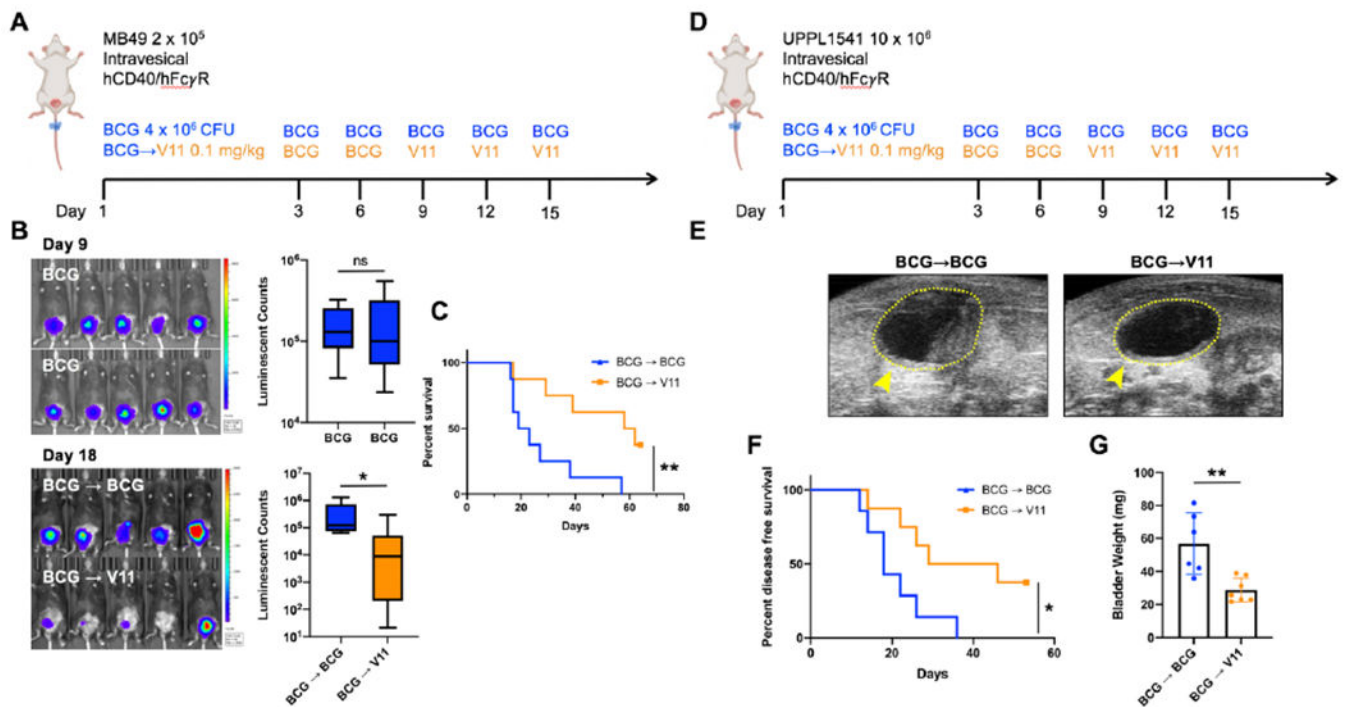 A
MB49 2 x 10⁵
Intravesical
hCD40/hFcγR
BCG 4 x 10⁶ CFU BCG BCG BCG BCG BCG
BCG→V11 0.1 mg/kg BCG BCG V11 V11 V11
Day 1 3 6 9 12 15
D
UPPL1541 10 x 10⁶
Intravesical
hCD40/hFcγR
BCG 4 x 10⁶ CFU BCG BCG BCG BCG BCG
BCG→V11 0.1 mg/kg BCG BCG V11 V11 V11
Day 1 3 6 9 12 15
B
Day 9
BCG
BCG
Luminescent Counts
10⁶
10⁵
10⁴
ns
BCG BCG
Day 18
BCG → BCG
BCG → V11
Luminescent Counts
10⁷
10⁶
10⁵
10⁴
10³
10²
10¹
*
BCG → BCG
BCG → V11
C
Percent survival
100
50
0
0 20 40 60 80
Days
BCG → BCG
BCG → V11
**
E
BCG→BCG
BCG→V11
F
Percent disease free survival
100
50
0
0 20 40 60
Days
BCG → BCG
BCG → V11
*
G
Bladder Weight (mg)
100
80
60
40
20
0
**
BCG → BCG
BCG → V11